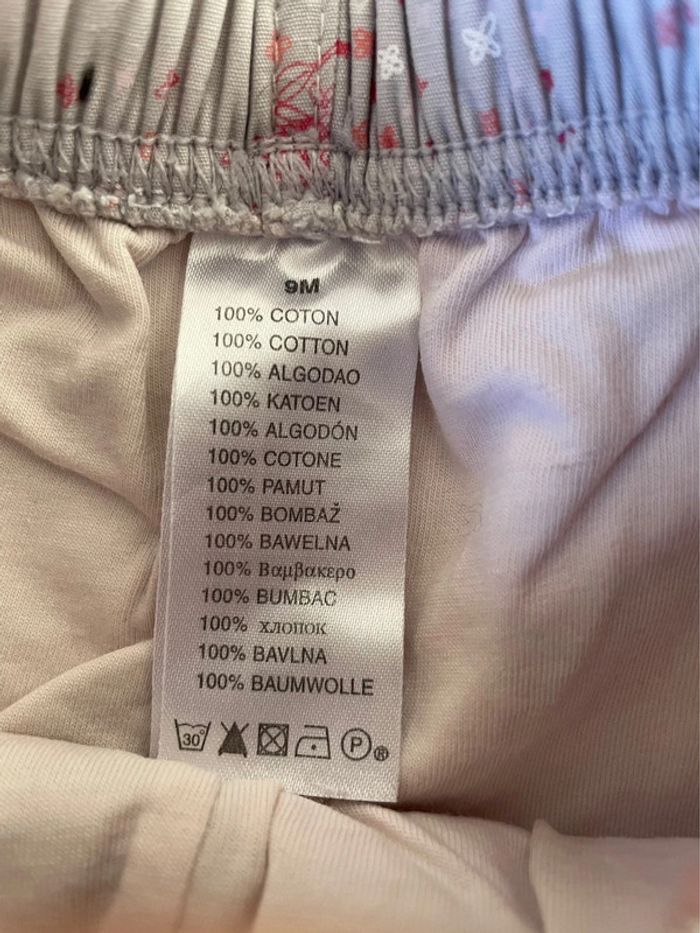 9M
100% COTON
100% COTTON
100% ALGODAO
100% KATOEN
100% ALGODÓN
100% COTONE
100% PAMUT
100% BOMBAŽ
100% BAWELNA
100% Βαμβακερο
100% BUMBAC
100% хлопок
100% BAVLNA
100% BAUMWOLLE
30° P®